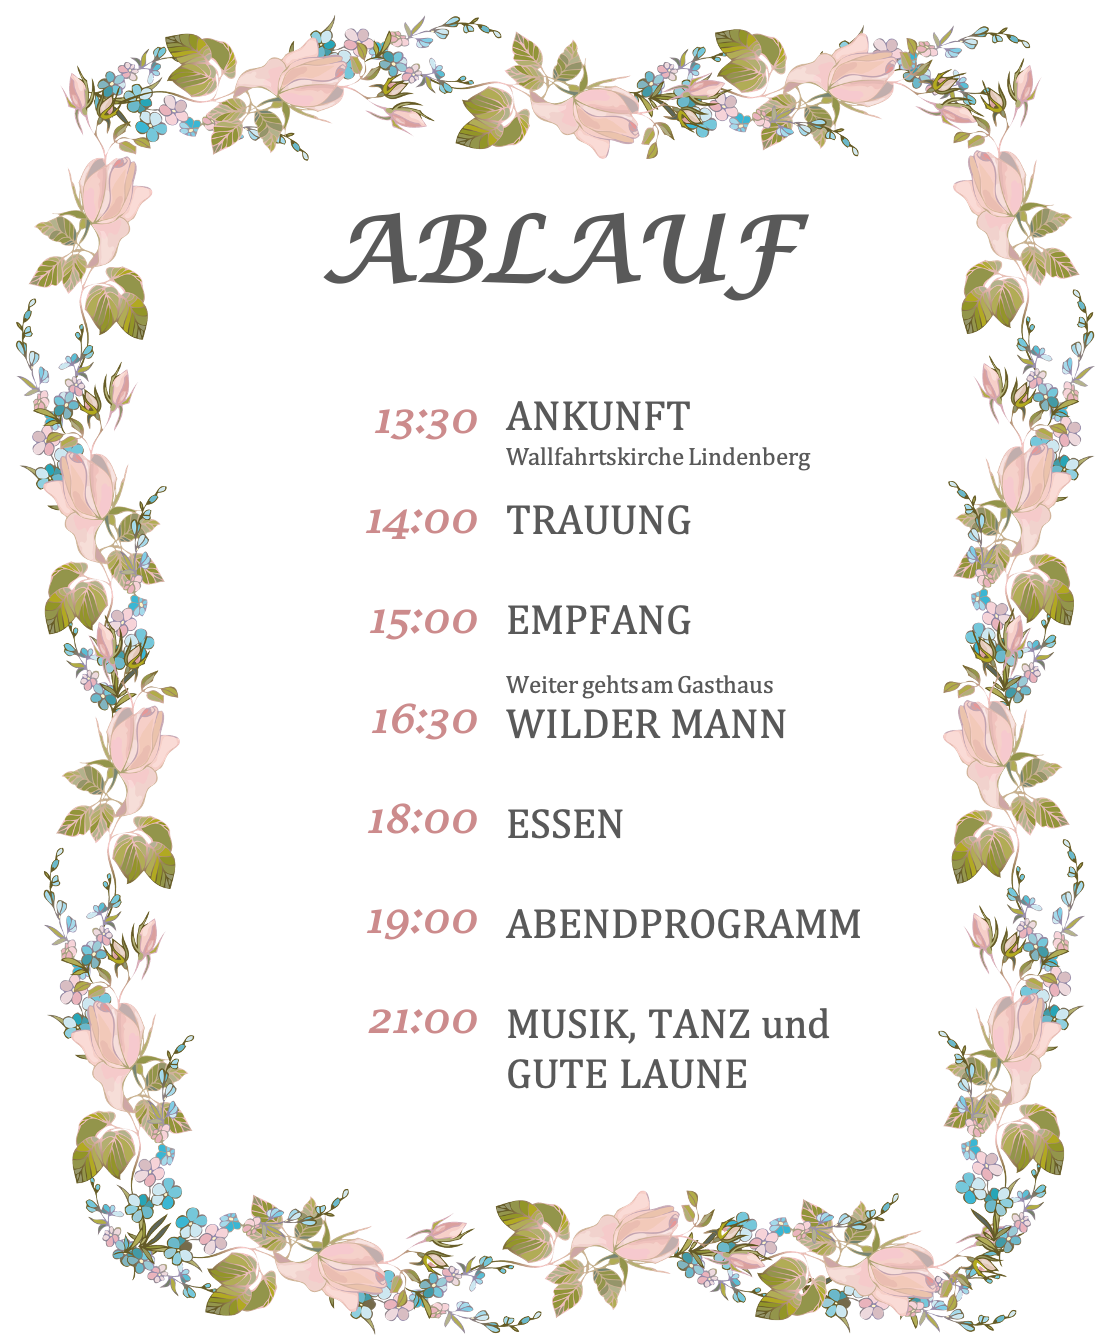 ABLAUF
13:30 ANKUNFT
Wallfahrtskirche Lindenberg
14:00 TRAUUNG
15:00 EMPFANG
Weiter gehts am Gasthaus
16:30 WILDER MANN
18:00 ESSEN
19:00 ABENDPROGRAMM
21:00 MUSIK, TANZ und
GUTE LAUNE